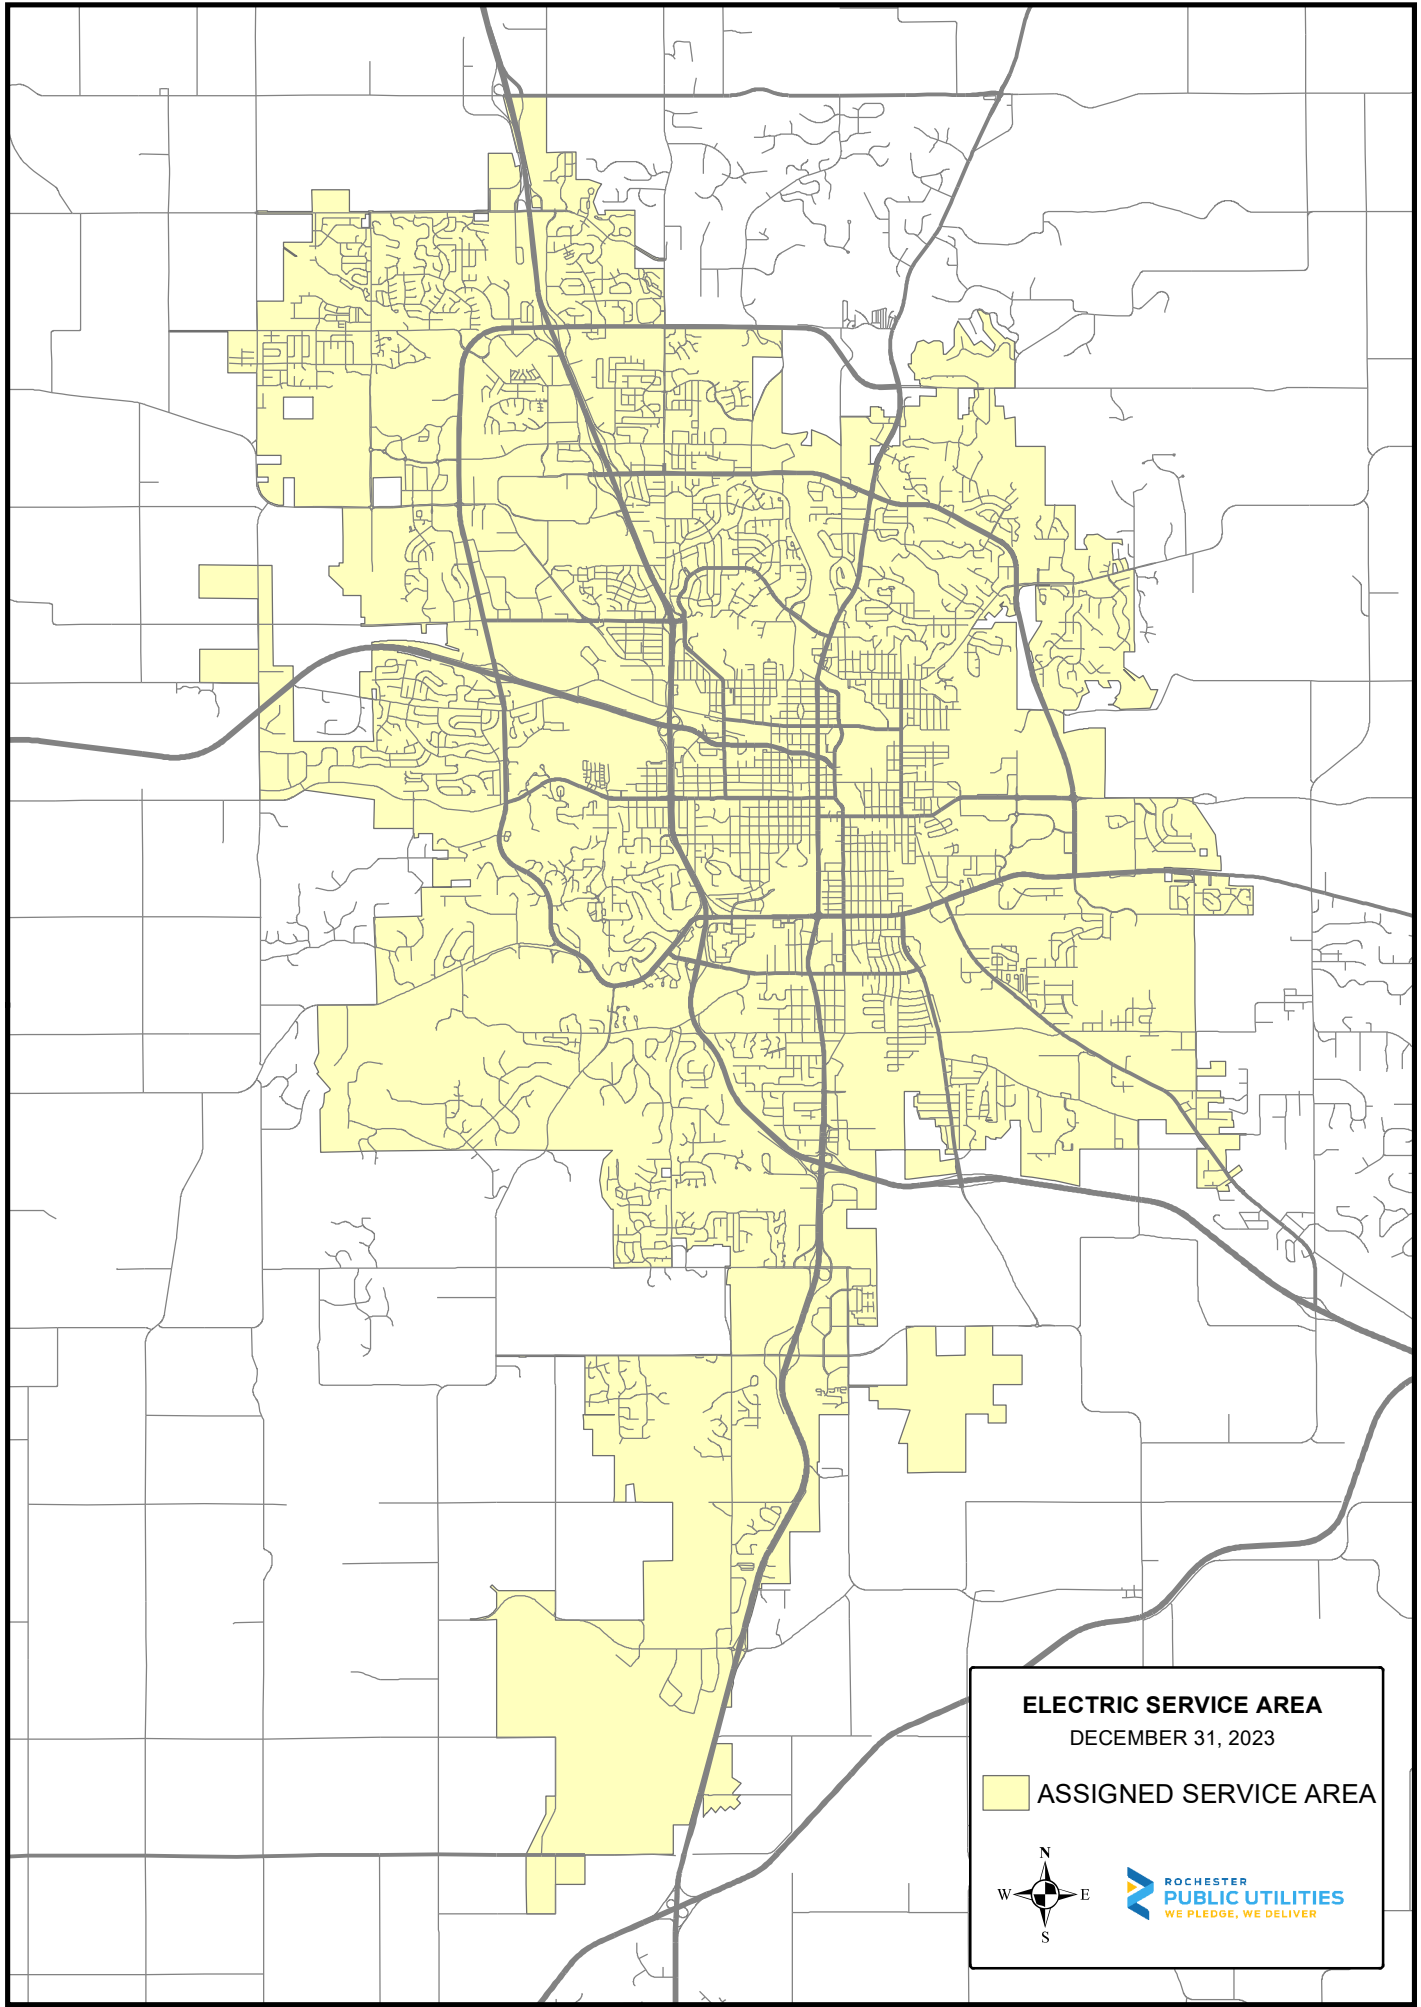 ELECTRIC SERVICE AREA
DECEMBER 31, 2023
ASSIGNED SERVICE AREA
N
W E
S
ROCHESTER
PUBLIC UTILITIES
WE PLEDGE, WE DELIVER